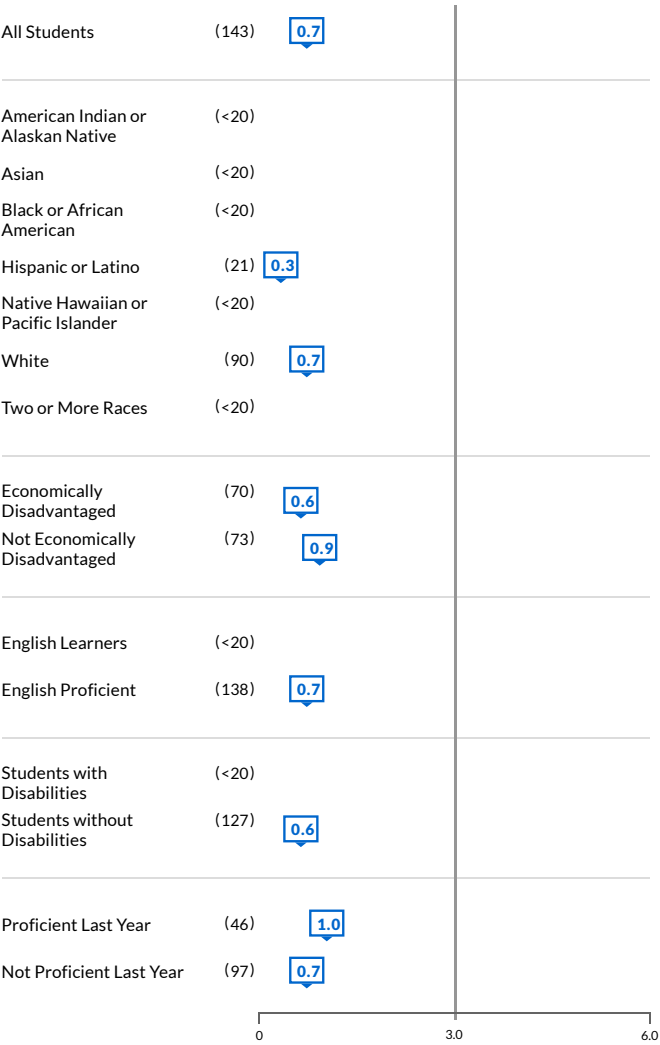 All Students (143) 0.7
American Indian or (<20)
Alaskan Native
Asian (<20)
Black or African (<20)
American
Hispanic or Latino (21) 0.3
Native Hawaiian or (<20)
Pacific Islander
White (90) 0.7
Two or More Races (<20)
Economically (70) 0.6
Disadvantaged
Not Economically (73) 0.9
Disadvantaged
English Learners (<20)
English Proficient (138) 0.7
Students with (<20)
Disabilities
Students without (127) 0.6
Disabilities
Proficient Last Year (46) 1.0
Not Proficient Last Year (97) 0.7
0 3.0 6.0